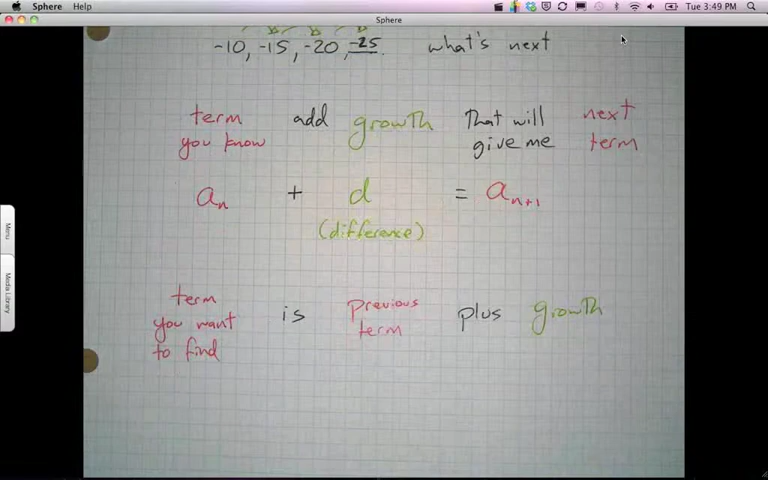 Sphere Help
Tue 3:49 PM
Sphere
-10, -15, -20, -25 what's next
term add growth that will next
you know give me term
aₙ + d = aₙ₊₁
(difference)
term
you want is previous plus growth
to find term
Menu
Media Library